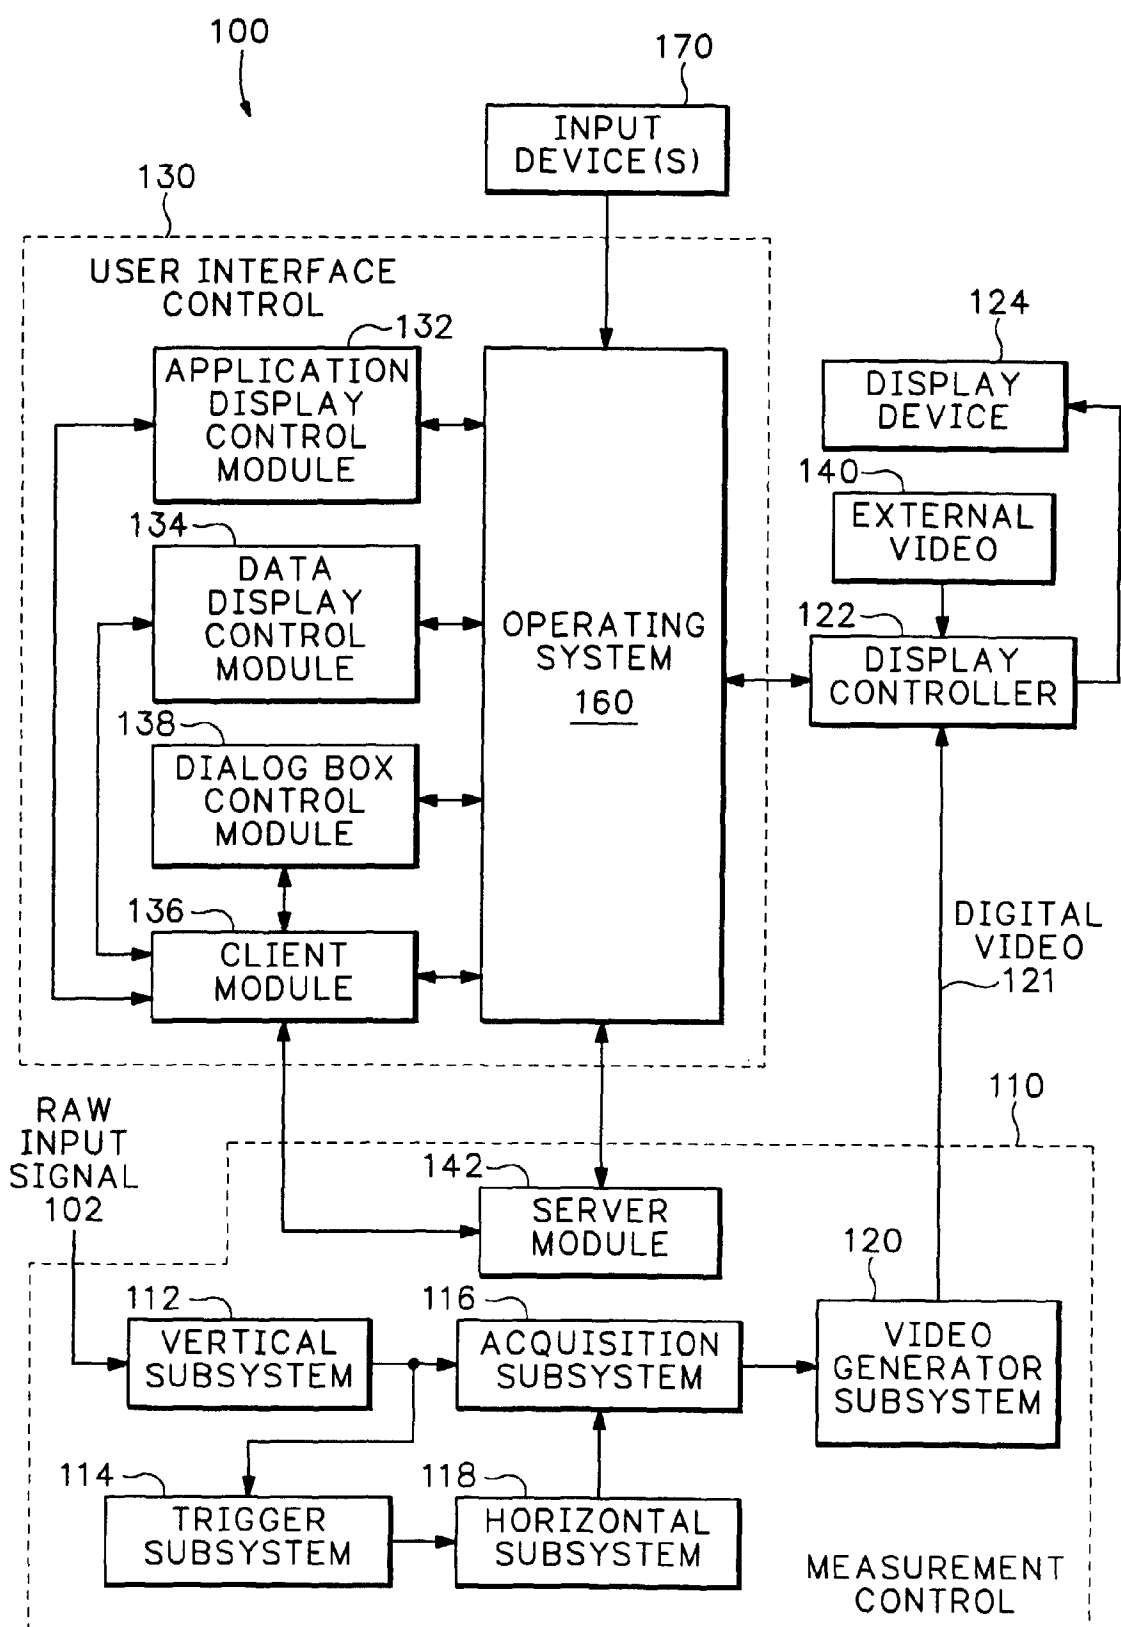 100
170
INPUT
DEVICE(S)
130
USER INTERFACE
CONTROL
132
APPLICATION
DISPLAY
CONTROL
MODULE
134
DATA
DISPLAY
CONTROL
MODULE
138
DIALOG BOX
CONTROL
MODULE
136
CLIENT
MODULE
OPERATING
SYSTEM
160
124
DISPLAY
DEVICE
140
EXTERNAL
VIDEO
122
DISPLAY
CONTROLLER
DIGITAL
VIDEO
121
110
RAW
INPUT
SIGNAL
102
142
SERVER
MODULE
120
VIDEO
GENERATOR
SUBSYSTEM
112
VERTICAL
SUBSYSTEM
116
ACQUISITION
SUBSYSTEM
114
TRIGGER
SUBSYSTEM
118
HORIZONTAL
SUBSYSTEM
MEASUREMENT
CONTROL